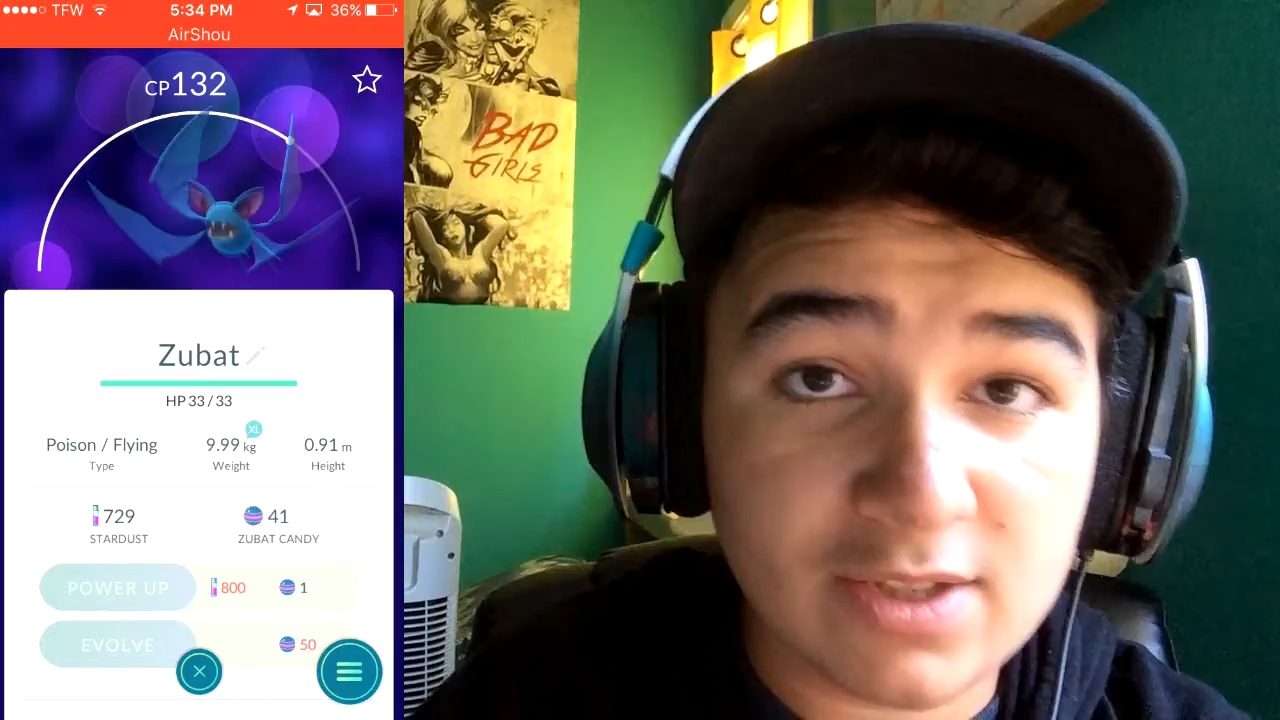 TFW 5:34 PM 36%
AirShou
CP132
Zubat
HP 33 / 33
XL
Poison / Flying 9.99 kg 0.91 m
Type Weight Height
729 41
STARDUST ZUBAT CANDY
POWER UP 800 1
EVOLVE 50
BAD
GIRLS